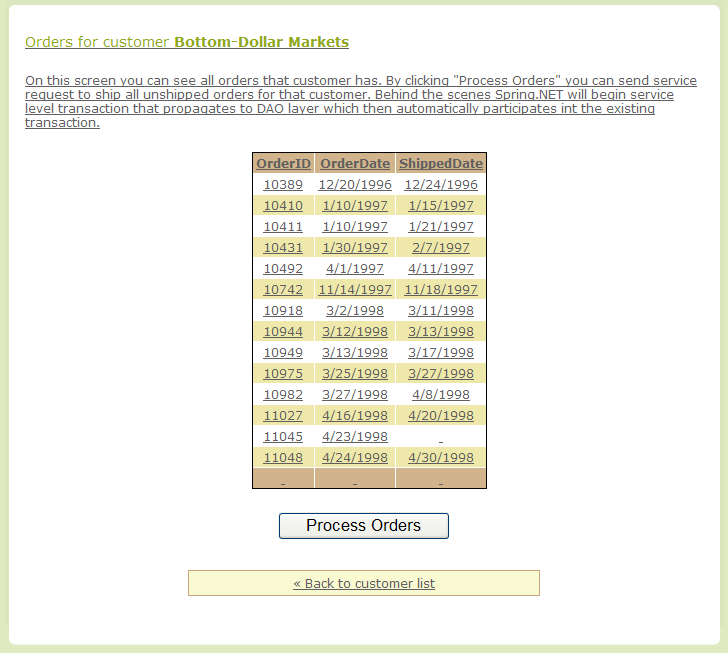 Orders for customer Bottom-Dollar Markets
On this screen you can see all orders that customer has. By clicking "Process Orders" you can send service
request to ship all unshipped orders for that customer. Behind the scenes Spring.NET will begin service
level transaction that propagates to DAO layer which then automatically participates int the existing
transaction.
OrderID OrderDate ShippedDate
10389 12/20/1996 12/24/1996
10410 1/10/1997 1/15/1997
10411 1/10/1997 1/21/1997
10431 1/30/1997 2/7/1997
10492 4/1/1997 4/11/1997
10742 11/14/1997 11/18/1997
10918 3/2/1998 3/11/1998
10944 3/12/1998 3/13/1998
10949 3/13/1998 3/17/1998
10975 3/25/1998 3/27/1998
10982 3/27/1998 4/8/1998
11027 4/16/1998 4/20/1998
11045 4/23/1998
11048 4/24/1998 4/30/1998
Process Orders
« Back to customer list